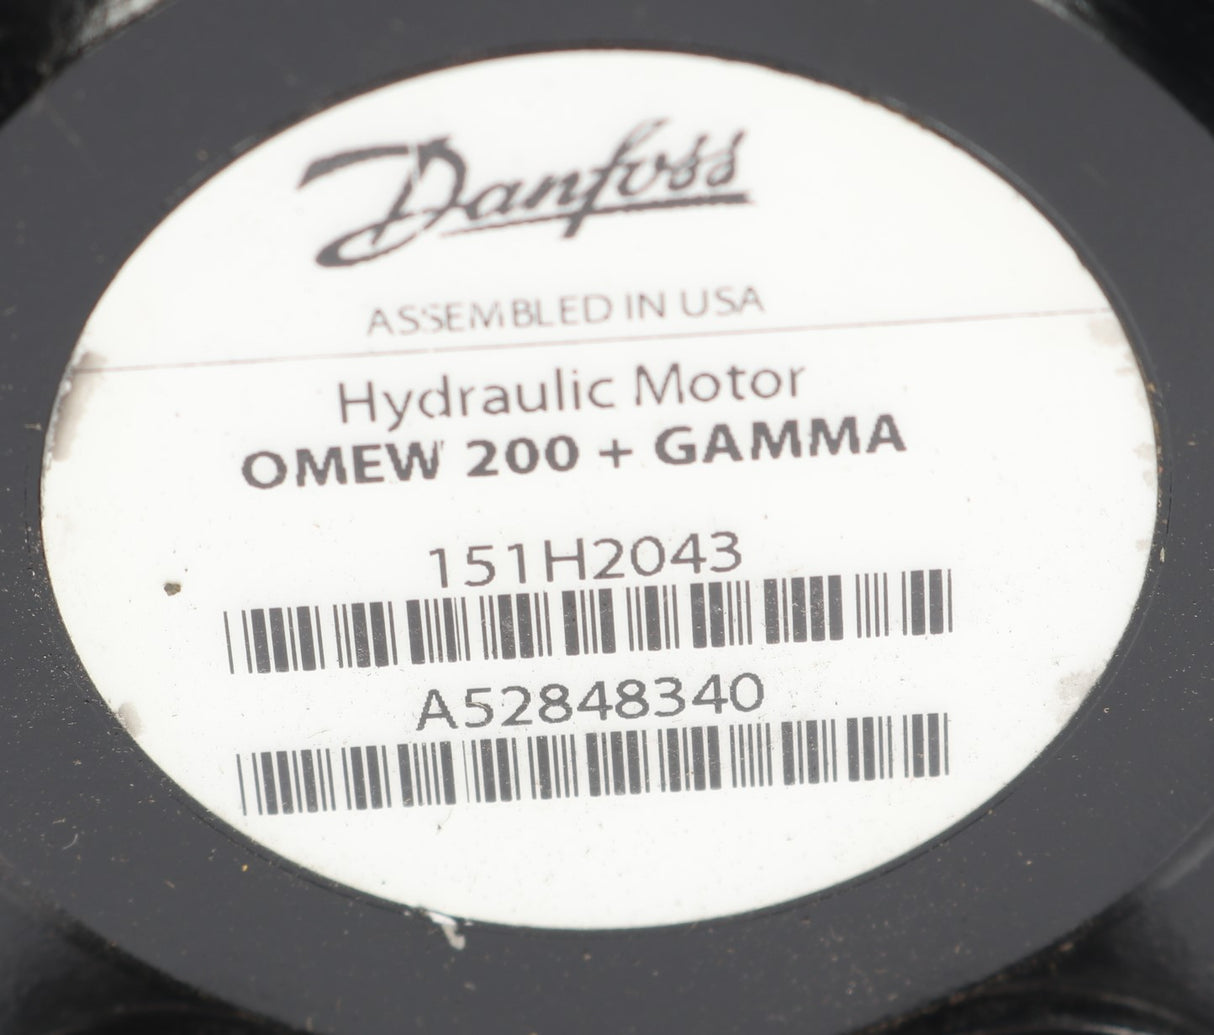 Danfoss
ASSEMBLED IN USA
Hydraulic Motor
OMEW 200 + GAMMA
151H2043
A52848340